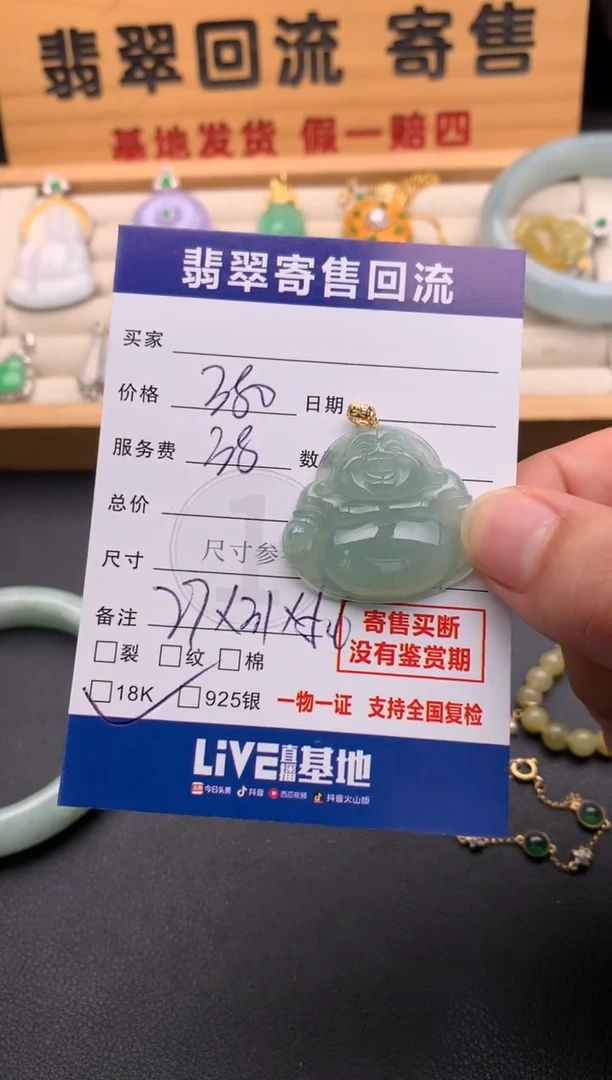 翡翠回流 寄售
基地发货 假一赔四
翡翠寄售回流
买家
价格 380 日期
服务费 38 数
总价
尺寸 尺寸参
备注 37X31X
寄售买断
没有鉴赏期
裂 纹 棉
18K 925银 一物一证 支持全国复检
LiVE直播基地
今日头条 抖音 西瓜视频 抖音火山版